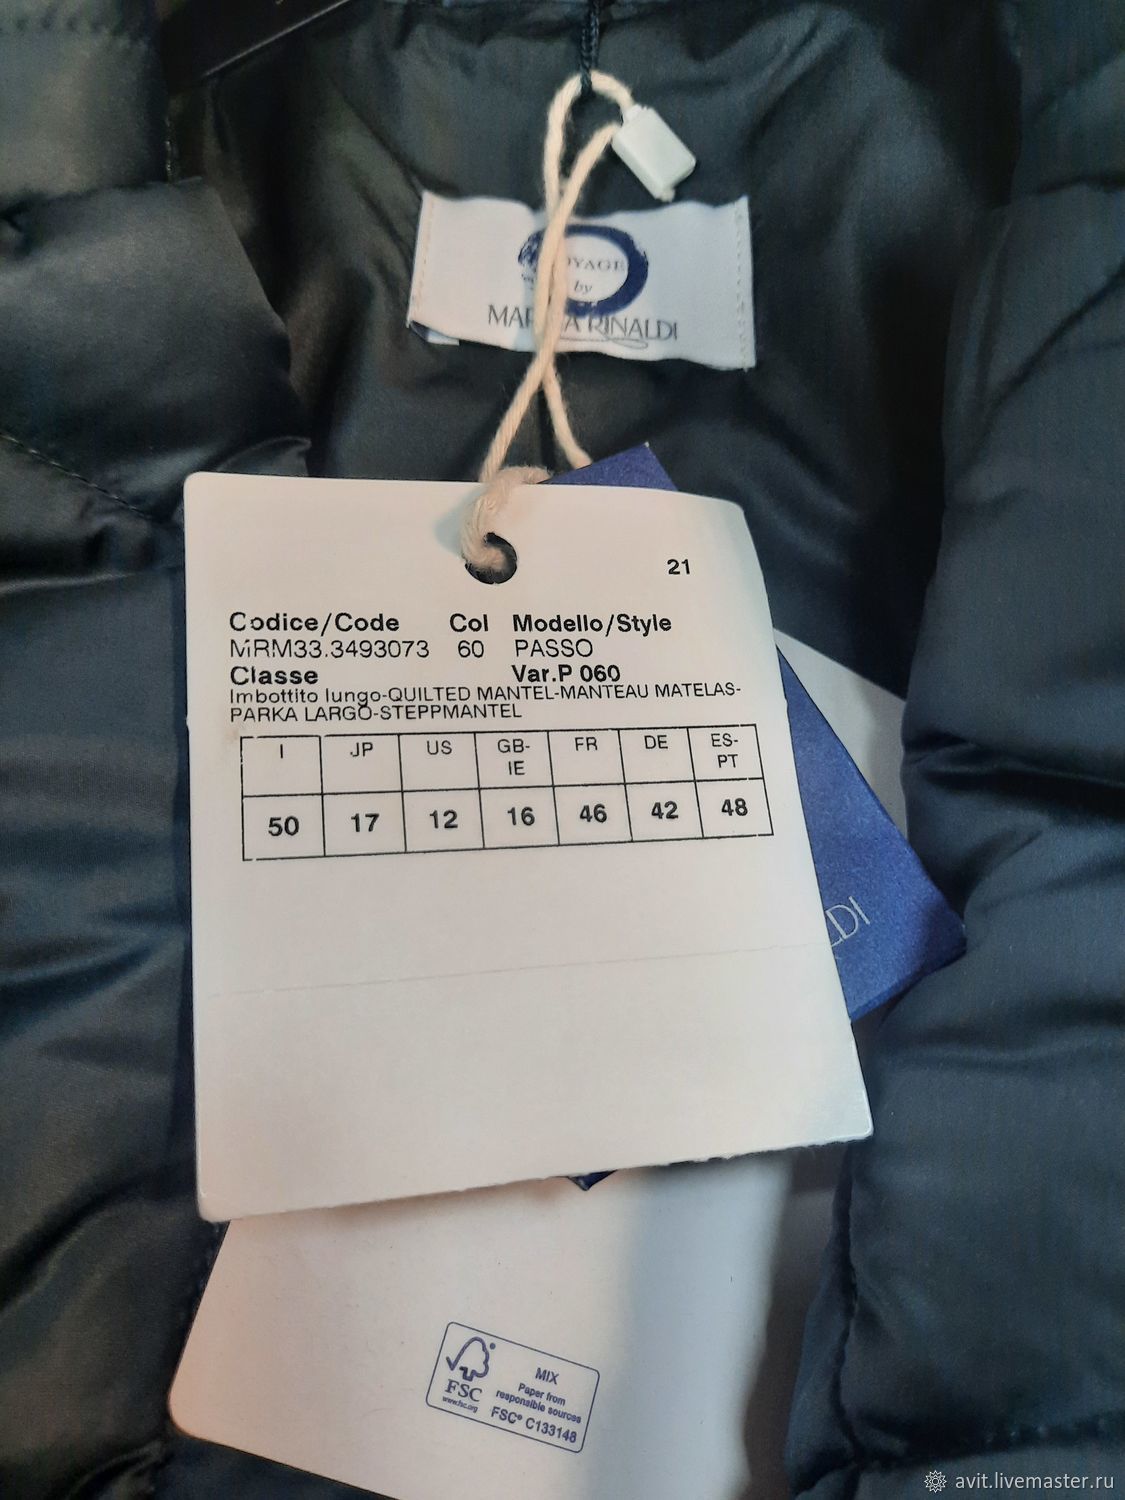 OYAGE
by
MARINA RINALDI
21
Codice/Code Col Modello/Style
MRM33.3493073 60 PASSO
Classe Var.P 060
Imbottito lungo-QUILTED MANTEL-MANTEAU MATELAS-
PARKA LARGO-STEPPMANTEL
I JP US GB-IE FR DE ES-PT
50 17 12 16 46 42 48
LDI
FSC
www.fsc.org
MIX
Paper from
responsible sources
FSC® C133148
avit.livemaster.ru